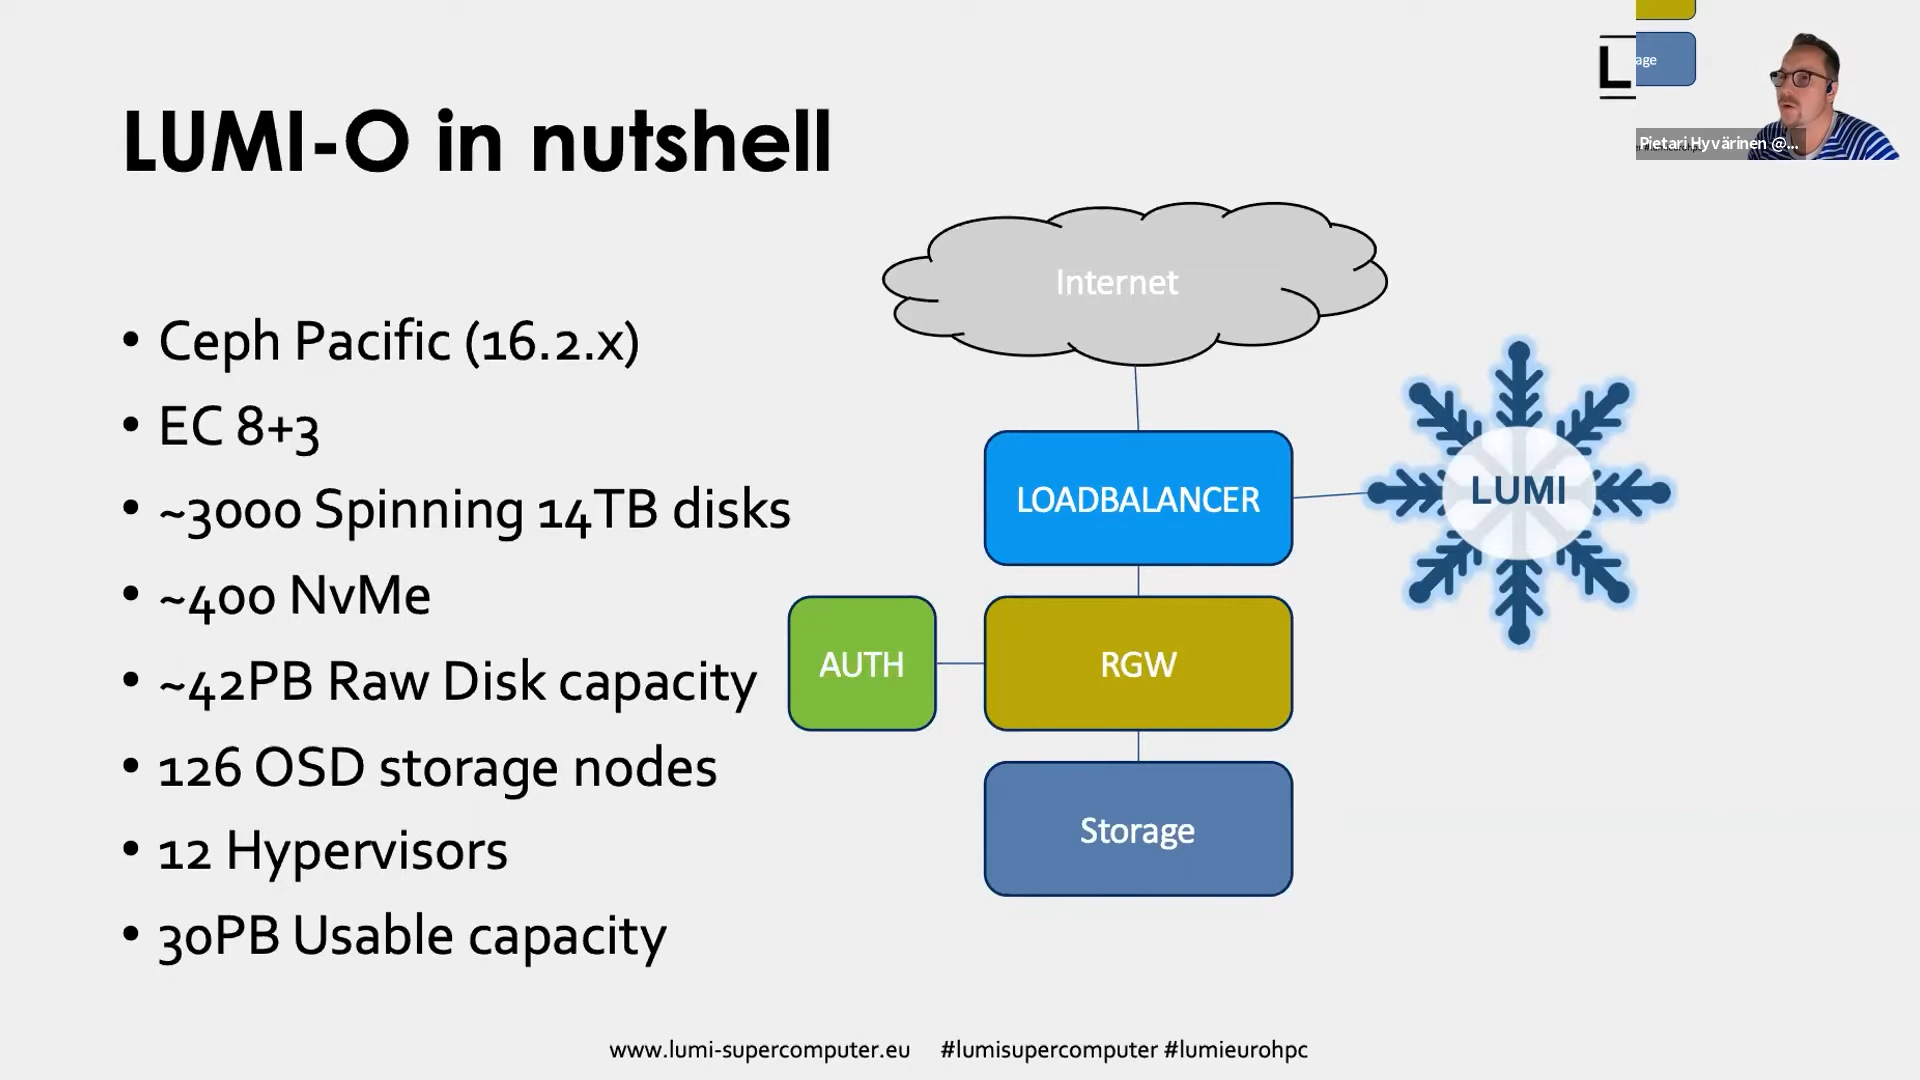 LUMI-O in nutshell
L
age
Pietari Hyvärinen @...
Internet
• Ceph Pacific (16.2.x)
• EC 8+3
• ~3000 Spinning 14TB disks
• ~400 NvMe
• ~42PB Raw Disk capacity
• 126 OSD storage nodes
• 12 Hypervisors
• 30PB Usable capacity
LOADBALANCER
LUMI
AUTH
RGW
Storage
www.lumi-supercomputer.eu #lumisupercomputer #lumieurohpc